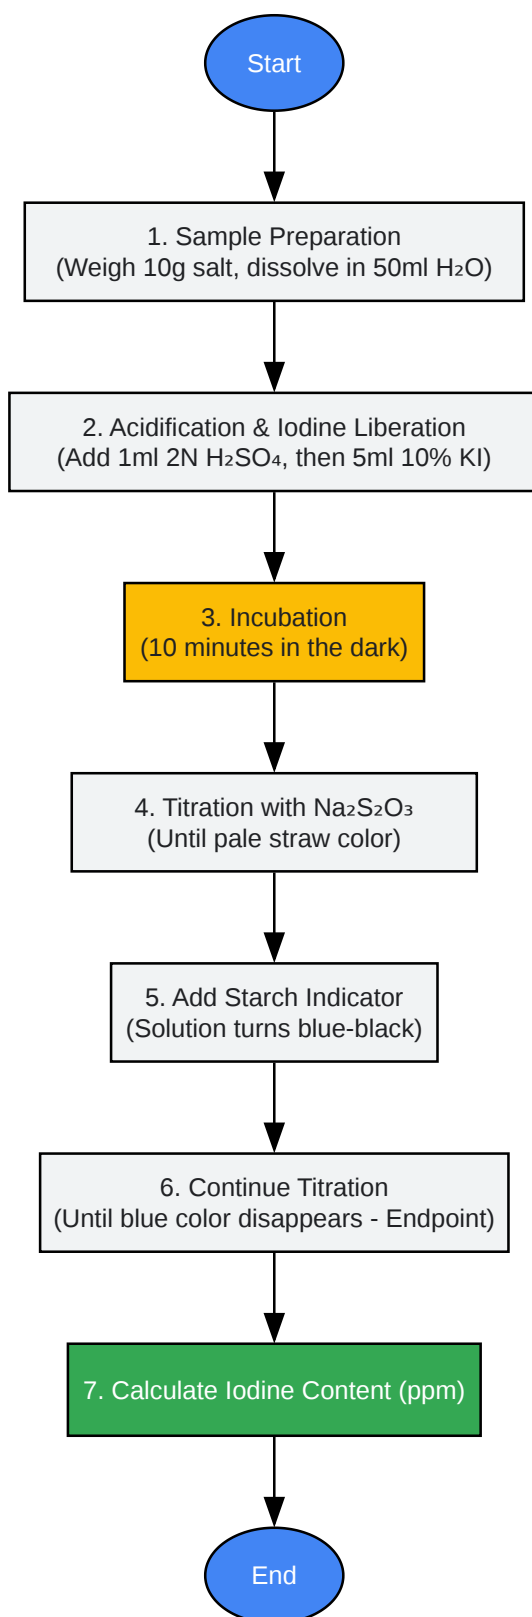 Start
1. Sample Preparation
(Weigh 10g salt, dissolve in 50ml H₂O)
2. Acidification & Iodine Liberation
(Add 1ml 2N H₂SO₄, then 5ml 10% KI)
3. Incubation
(10 minutes in the dark)
4. Titration with Na₂S₂O₃
(Until pale straw color)
5. Add Starch Indicator
(Solution turns blue-black)
6. Continue Titration
(Until blue color disappears - Endpoint)
7. Calculate Iodine Content (ppm)
End